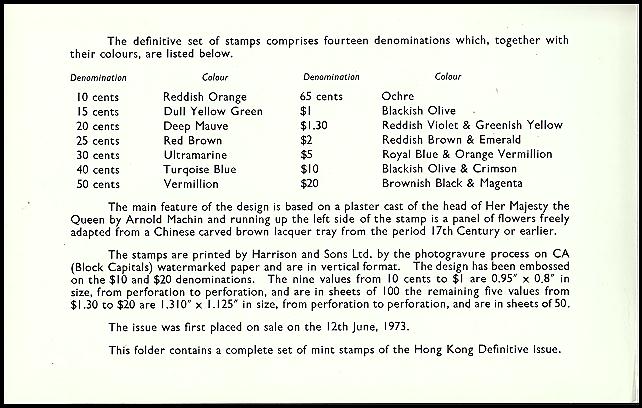 The definitive set of stamps comprises fourteen denominations which, together with
their colours, are listed below.
Denomination Colour Denomination Colour
10 cents Reddish Orange 65 cents Ochre
15 cents Dull Yellow Green $1 Blackish Olive
20 cents Deep Mauve $1.30 Reddish Violet & Greenish Yellow
25 cents Red Brown $2 Reddish Brown & Emerald
30 cents Ultramarine $5 Royal Blue & Orange Vermillion
40 cents Turqoise Blue $10 Blackish Olive & Crimson
50 cents Vermillion $20 Brownish Black & Magenta
The main feature of the design is based on a plaster cast of the head of Her Majesty the
Queen by Arnold Machin and running up the left side of the stamp is a panel of flowers freely
adapted from a Chinese carved brown lacquer tray from the period 17th Century or earlier.
The stamps are printed by Harrison and Sons Ltd. by the photogravure process on CA
(Block Capitals) watermarked paper and are in vertical format. The design has been embossed
on the $10 and $20 denominations. The nine values from 10 cents to $1 are 0.95" x 0.8" in
size, from perforation to perforation, and are in sheets of 100 the remaining five values from
$1.30 to $20 are 1.310" x 1.125" in size, from perforation to perforation, and are in sheets of 50.
The issue was first placed on sale on the 12th June, 1973.
This folder contains a complete set of mint stamps of the Hong Kong Definitive Issue.